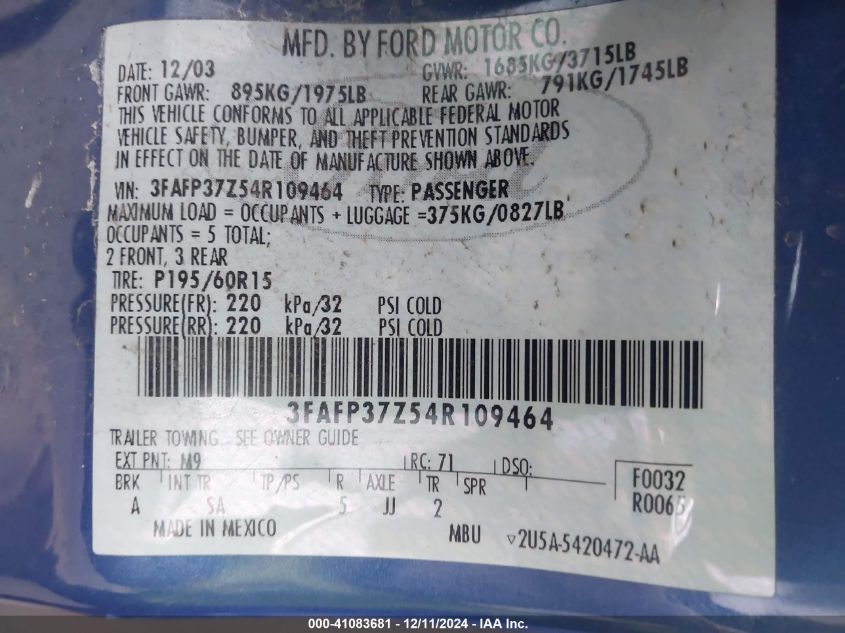 MFD. BY FORD MOTOR CO.
DATE: 12/03 GVWR: 1685KG/3715LB
FRONT GAWR: 895KG/1975LB REAR GAWR: 791KG/1745LB
THIS VEHICLE CONFORMS TO ALL APPLICABLE FEDERAL MOTOR
VEHICLE SAFETY, BUMPER, AND THEFT PREVENTION STANDARDS
IN EFFECT ON THE DATE OF MANUFACTURE SHOWN ABOVE.
VIN: 3FAFP37Z54R109464 TYPE: PASSENGER
MAXIMUM LOAD = OCCUPANTS + LUGGAGE =375KG/0827LB
OCCUPANTS = 5 TOTAL;
2 FRONT, 3 REAR
TIRE: P195/60R15
PRESSURE(FR): 220 kPa/32 PSI COLD
PRESSURE(RR): 220 kPa/32 PSI COLD
3FAFP37Z54R109464
TRAILER TOWING - SEE OWNER GUIDE
EXT PNT: M9 RC: 71 DSO: F0032
BRK INT TR TP/PS R AXLE TR SPR R0065
A SA 5 JJ 2
MADE IN MEXICO MBU 2U5A-5420472-AA
000-41083681 - 12/11/2024 - IAA Inc.